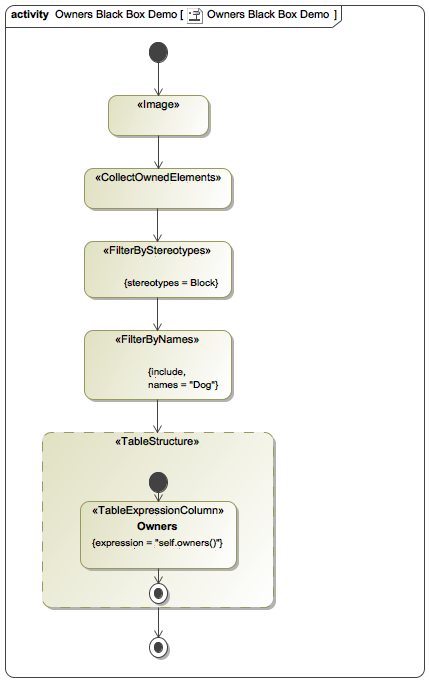 activity Owners Black Box Demo [ Owners Black Box Demo ]
«Image»
«CollectOwnedElements»
«FilterByStereotypes»
{stereotypes = Block}
«FilterByNames»
{include,
names = "Dog"}
«TableStructure»
«TableExpressionColumn»
Owners
{expression = "self.owners()"}